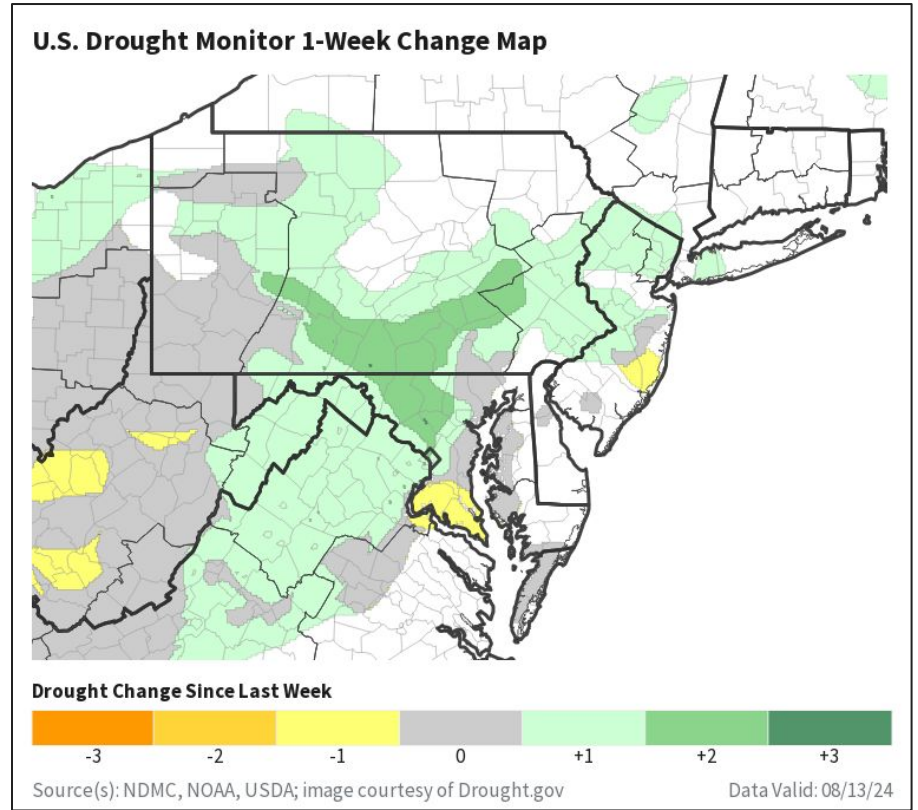 U.S. Drought Monitor 1-Week Change Map
Drought Change Since Last Week
-3 -2 -1 0 +1 +2 +3
Source(s): NDMC, NOAA, USDA; image courtesy of Drought.gov Data Valid: 08/13/24